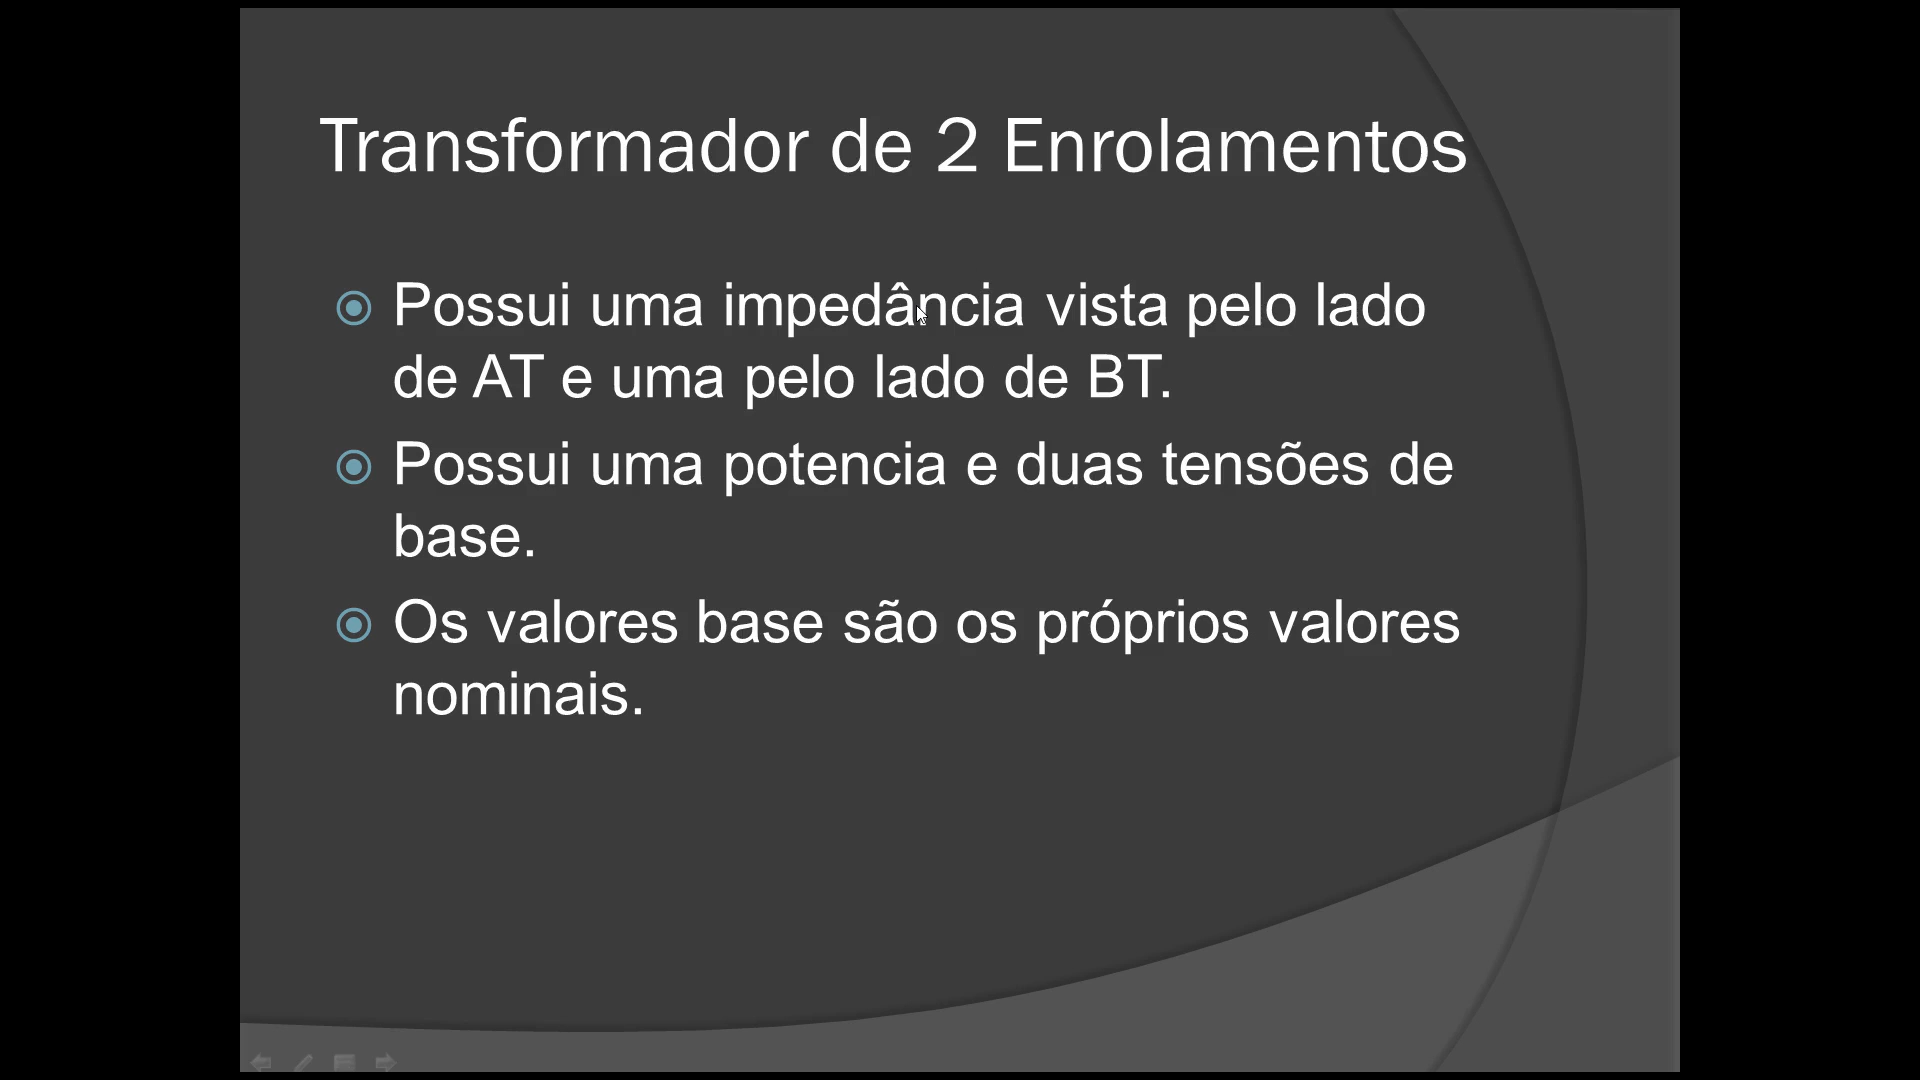 Transformador de 2 Enrolamentos
Possui uma impedância vista pelo lado
de AT e uma pelo lado de BT.
Possui uma potencia e duas tensões de
base.
Os valores base são os próprios valores
nominais.